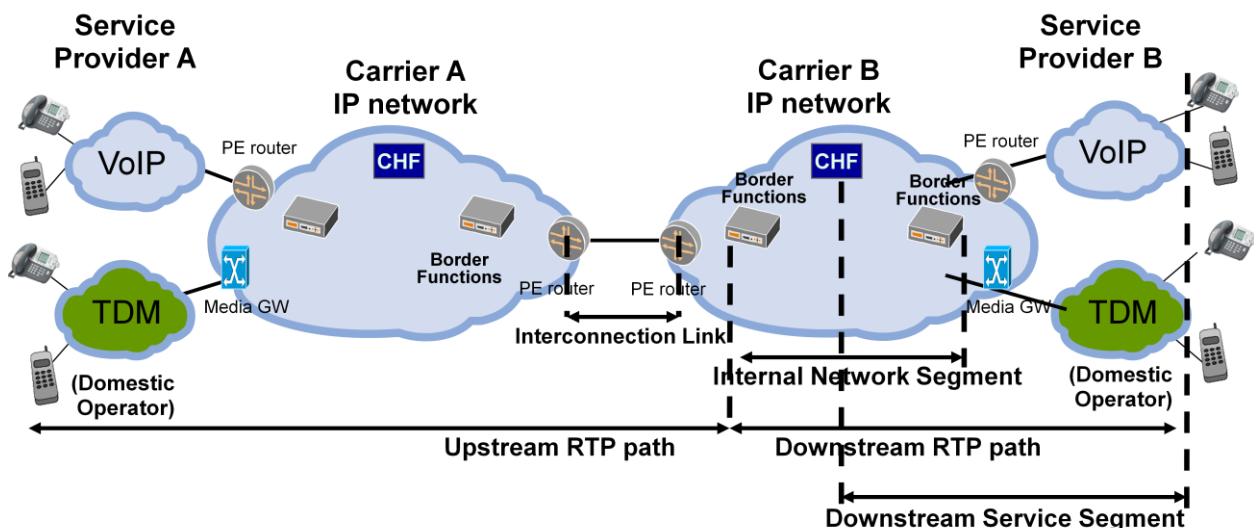 Service
Provider A
Carrier A
IP network
Carrier B
IP network
Service
Provider B
VoIP
PE router
CHF
Border
Functions
PE router
PE router
Border
Functions
CHF
Border
Functions
PE router
VoIP
TDM
Media GW
Media GW
TDM
(Domestic
Operator)
Interconnection Link
Internal Network Segment
(Domestic
Operator)
Upstream RTP path
Downstream RTP path
Downstream Service Segment